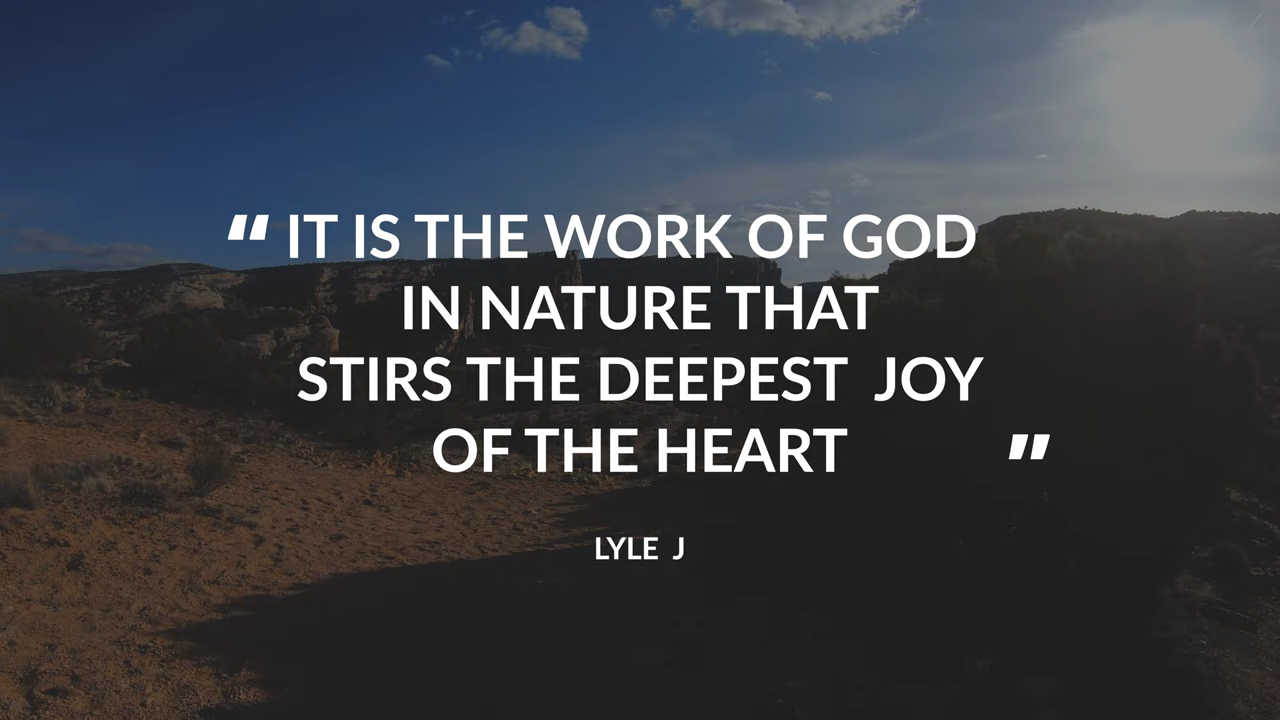 “ IT IS THE WORK OF GOD
IN NATURE THAT
STIRS THE DEEPEST  JOY
OF THE HEART ”
LYLE  J